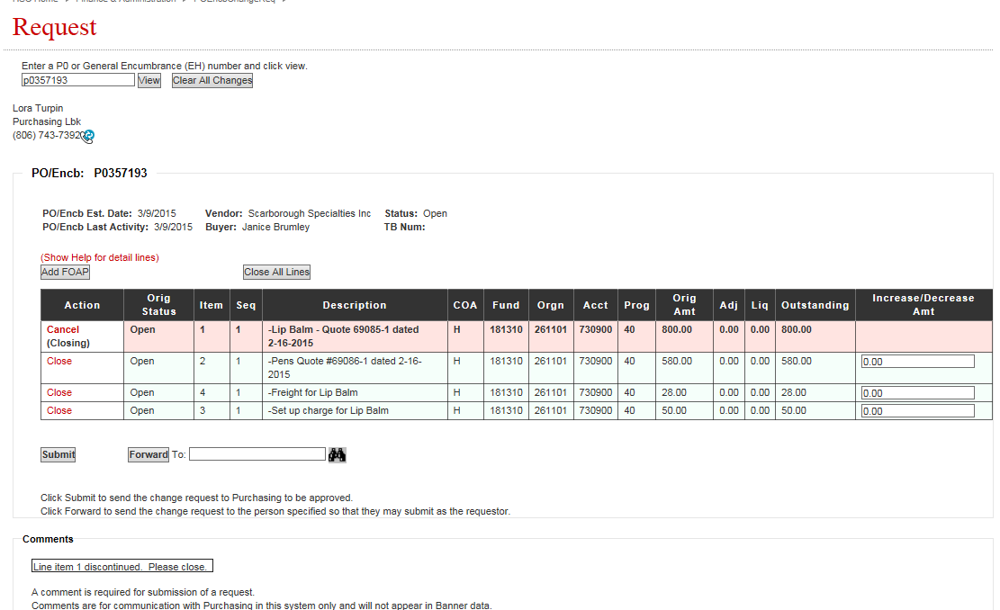 Request
Enter a P0 or General Encumbrance (EH) number and click view.
p0357193 View Clear All Changes
Lora Turpin
Purchasing Lbk
(806) 743-7392
PO/Encb: P0357193
PO/Encb Est. Date: 3/9/2015 Vendor: Scarborough Specialties Inc Status: Open
PO/Encb Last Activity: 3/9/2015 Buyer: Janice Brumley TB Num:
(Show Help for detail lines)
Add FOAP Close All Lines
Action Orig Status Item Seq Description COA Fund Orgn Acct Prog Orig Amt Adj Liq Outstanding Increase/Decrease Amt
Cancel (Closing) Open 1 1 -Lip Balm - Quote 69085-1 dated 2-16-2015 H 181310 261101 730900 40 800.00 0.00 0.00 800.00
Close Open 2 1 -Pens Quote #69086-1 dated 2-16-2015 H 181310 261101 730900 40 580.00 0.00 0.00 580.00 0.00
Close Open 4 1 -Freight for Lip Balm H 181310 261101 730900 40 28.00 0.00 0.00 28.00 0.00
Close Open 3 1 -Set up charge for Lip Balm H 181310 261101 730900 40 50.00 0.00 0.00 50.00 0.00
Submit Forward To:
Click Submit to send the change request to Purchasing to be approved.
Click Forward to send the change request to the person specified so that they may submit as the requestor.
Comments
Line item 1 discontinued. Please close.
A comment is required for submission of a request.
Comments are for communication with Purchasing in this system only and will not appear in Banner data.